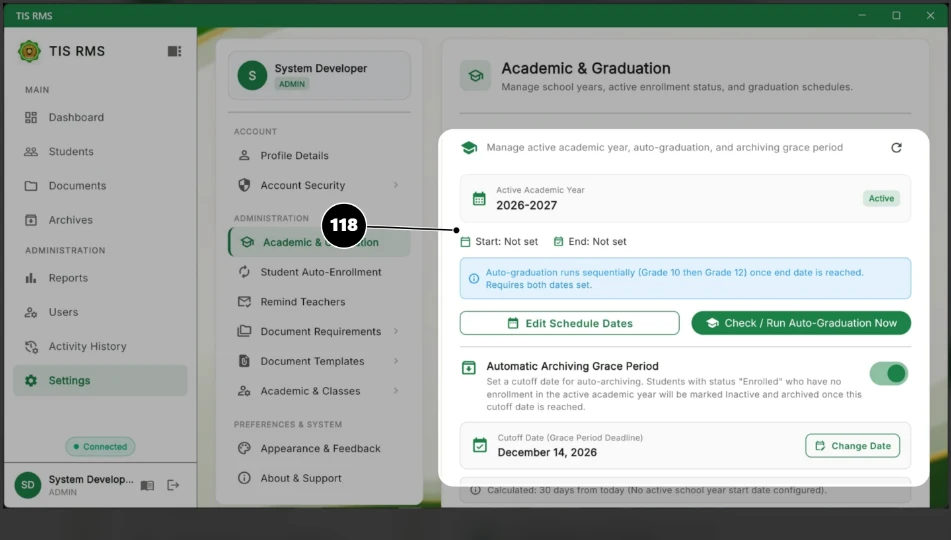 TIS RMS
TIS RMS
MAIN
Dashboard
Students
Documents
Archives
ADMINISTRATION
Reports
Users
Activity History
Settings
Connected
SD
System Develop...
ADMIN
S
System Developer
ADMIN
ACCOUNT
Profile Details
Account Security
ADMINISTRATION
118
Academic & G
ation
Student Auto-Enrollment
Remind Teachers
Document Requirements
Document Templates
Academic & Classes
PREFERENCES & SYSTEM
Appearance & Feedback
About & Support
Academic & Graduation
Manage school years, active enrollment status, and graduation schedules.
Manage active academic year, auto-graduation, and archiving grace period
Active Academic Year
2026-2027
Active
Start: Not set End: Not set
Auto-graduation runs sequentially (Grade 10 then Grade 12) once end date is reached.
Requires both dates set.
Edit Schedule Dates
Check / Run Auto-Graduation Now
Automatic Archiving Grace Period
Set a cutoff date for auto-archiving. Students with status "Enrolled" who have no
enrollment in the active academic year will be marked Inactive and archived once this
cutoff date is reached.
Cutoff Date (Grace Period Deadline)
December 14, 2026
Change Date
Calculated: 30 days from today (No active school year start date configured).